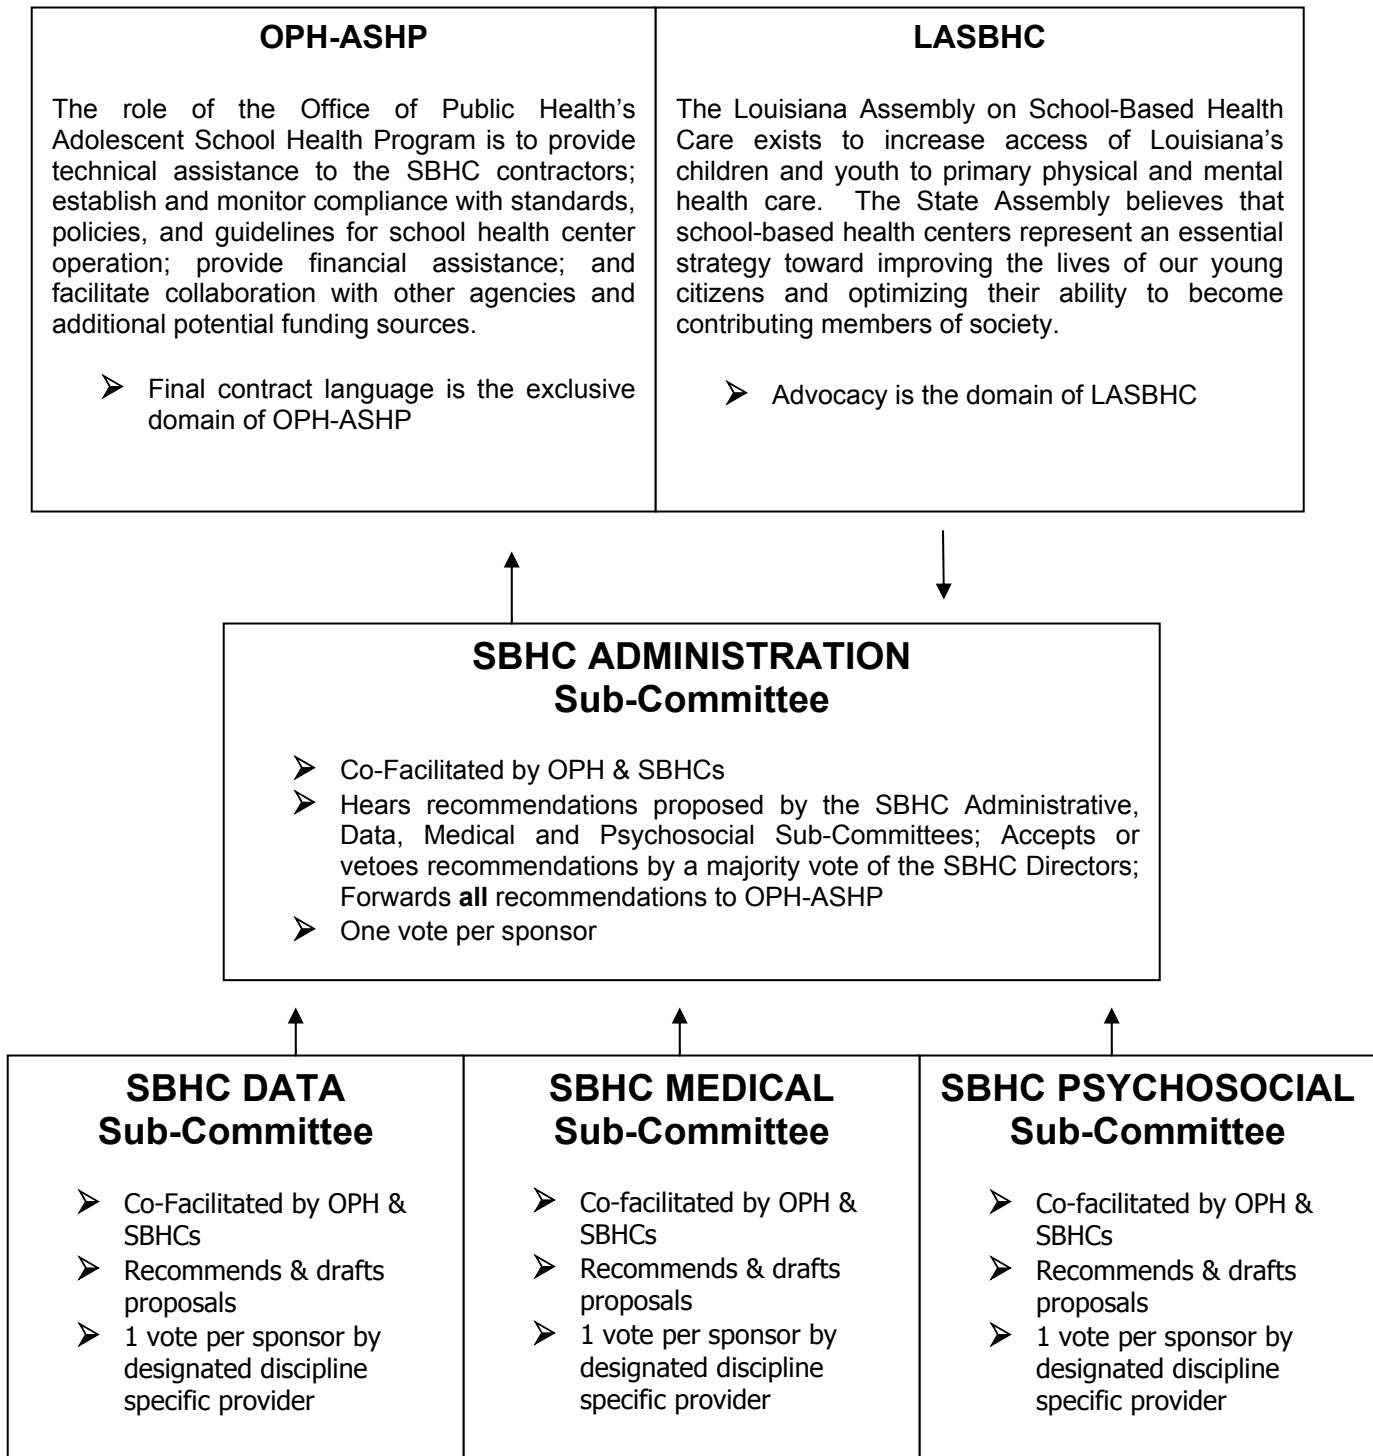 OPH-ASHP
The role of the Office of Public Health’s
Adolescent School Health Program is to provide
technical assistance to the SBHC contractors;
establish and monitor compliance with standards,
policies, and guidelines for school health center
operation; provide financial assistance; and
facilitate collaboration with other agencies and
additional potential funding sources.
➢ Final contract language is the exclusive
domain of OPH-ASHP
LASBHC
The Louisiana Assembly on School-Based Health
Care exists to increase access of Louisiana’s
children and youth to primary physical and mental
health care. The State Assembly believes that
school-based health centers represent an essential
strategy toward improving the lives of our young
citizens and optimizing their ability to become
contributing members of society.
➢ Advocacy is the domain of LASBHC
SBHC ADMINISTRATION
Sub-Committee
➢ Co-Facilitated by OPH & SBHCs
➢ Hears recommendations proposed by the SBHC Administrative,
Data, Medical and Psychosocial Sub-Committees; Accepts or
vetoes recommendations by a majority vote of the SBHC Directors;
Forwards all recommendations to OPH-ASHP
➢ One vote per sponsor
SBHC DATA
Sub-Committee
➢ Co-Facilitated by OPH &
SBHCs
➢ Recommends & drafts
proposals
➢ 1 vote per sponsor by
designated discipline
specific provider
SBHC MEDICAL
Sub-Committee
➢ Co-facilitated by OPH &
SBHCs
➢ Recommends & drafts
proposals
➢ 1 vote per sponsor by
designated discipline
specific provider
SBHC PSYCHOSOCIAL
Sub-Committee
➢ Co-facilitated by OPH &
SBHCs
➢ Recommends & drafts
proposals
➢ 1 vote per sponsor by
designated discipline
specific provider